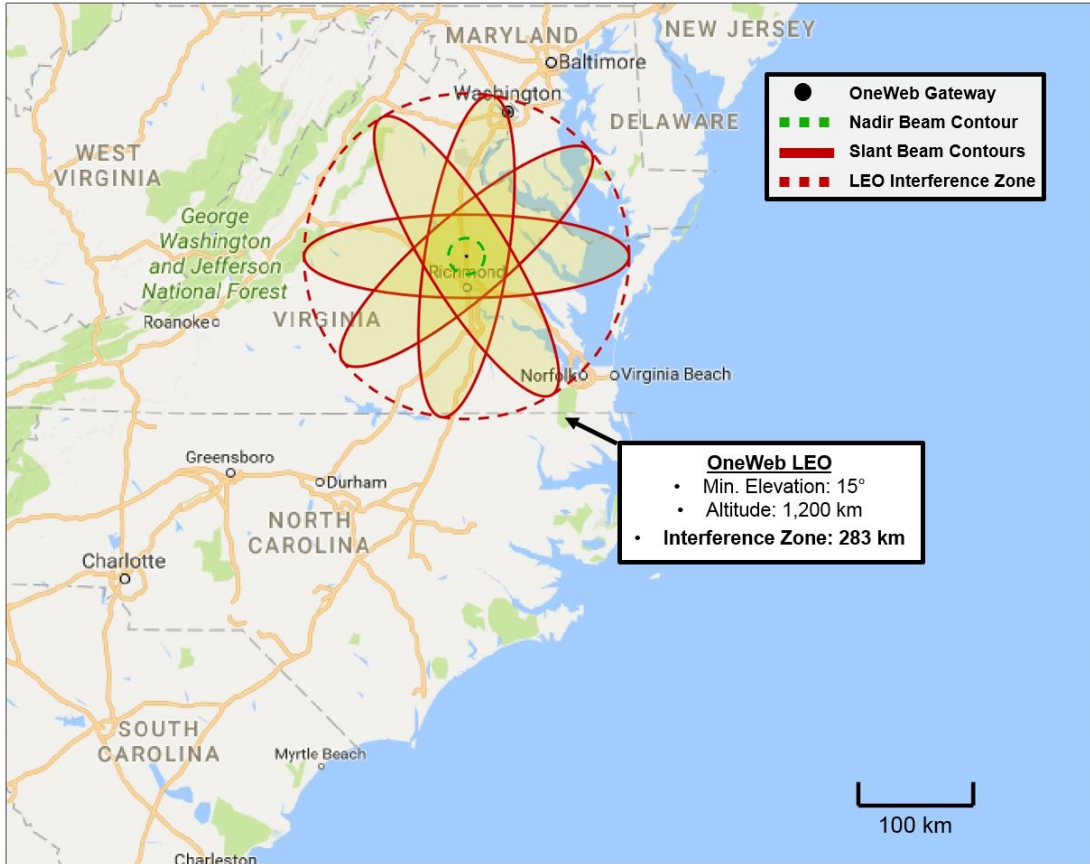 MARYLAND
NEW JERSEY
Baltimore
Washington
DELAWARE
WEST
VIRGINIA
George
Washington
and Jefferson
National Forest
Richmond
VIRGINIA
Roanoke
Norfolk
Virginia Beach
Greensboro
Durham
NORTH
CAROLINA
Charlotte
SOUTH
CAROLINA
Myrtle Beach
Charleston
OneWeb Gateway
Nadir Beam Contour
Slant Beam Contours
LEO Interference Zone
OneWeb LEO
• Min. Elevation: 15°
• Altitude: 1,200 km
• Interference Zone: 283 km
100 km